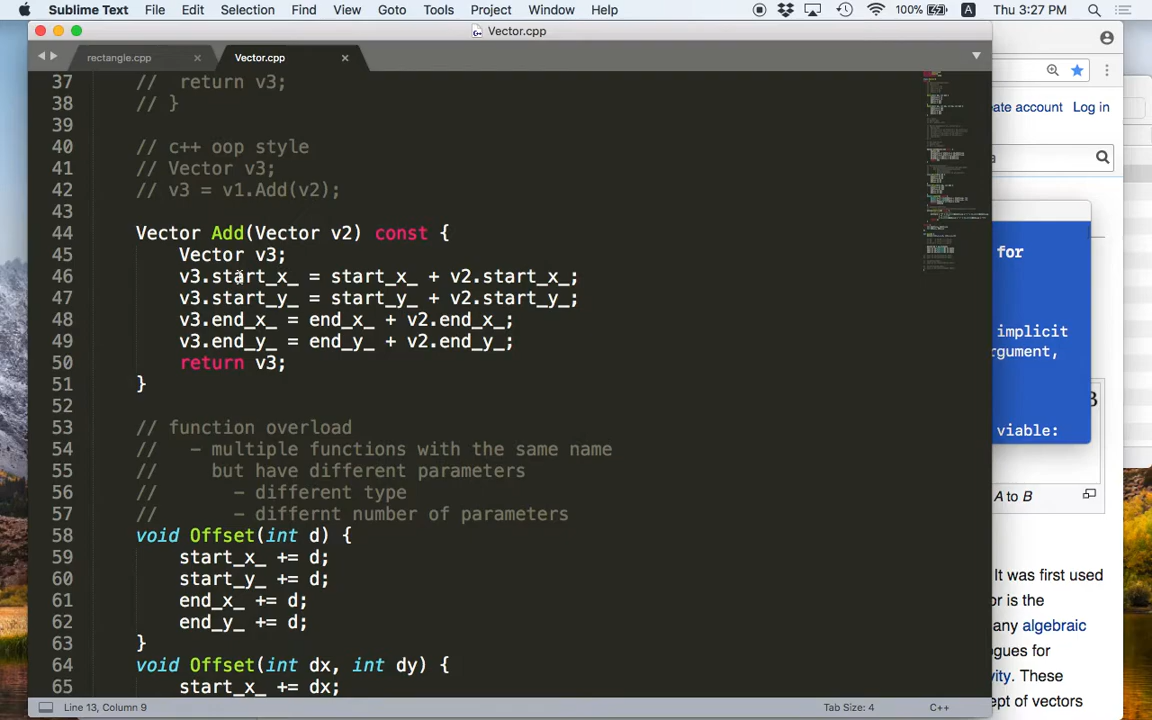 Sublime Text File Edit Selection Find View Goto Tools Project Window Help 100% A Thu 3:27 PM
Vector.cpp
rectangle.cpp × Vector.cpp ×
37 // return v3;
38 // }
39
40 // c++ oop style
41 // Vector v3;
42 // v3 = v1.Add(v2);
43
44 Vector Add(Vector v2) const {
45 Vector v3;
46 v3.start_x_ = start_x_ + v2.start_x_;
47 v3.start_y_ = start_y_ + v2.start_y_;
48 v3.end_x_ = end_x_ + v2.end_x_;
49 v3.end_y_ = end_y_ + v2.end_y_;
50 return v3;
51 }
52
53 // function overload
54 // - multiple functions with the same name
55 // but have different parameters
56 // - different type
57 // - differnt number of parameters
58 void Offset(int d) {
59 start_x_ += d;
60 start_y_ += d;
61 end_x_ += d;
62 end_y_ += d;
63 }
64 void Offset(int dx, int dy) {
65 start_x_ += dx;
Line 13, Column 9 Tab Size: 4 C++
eate account Log in
for
implicit
rgument,
viable:
A to B
It was first used
or is the
any algebraic
ogues for
vity. These
ept of vectors